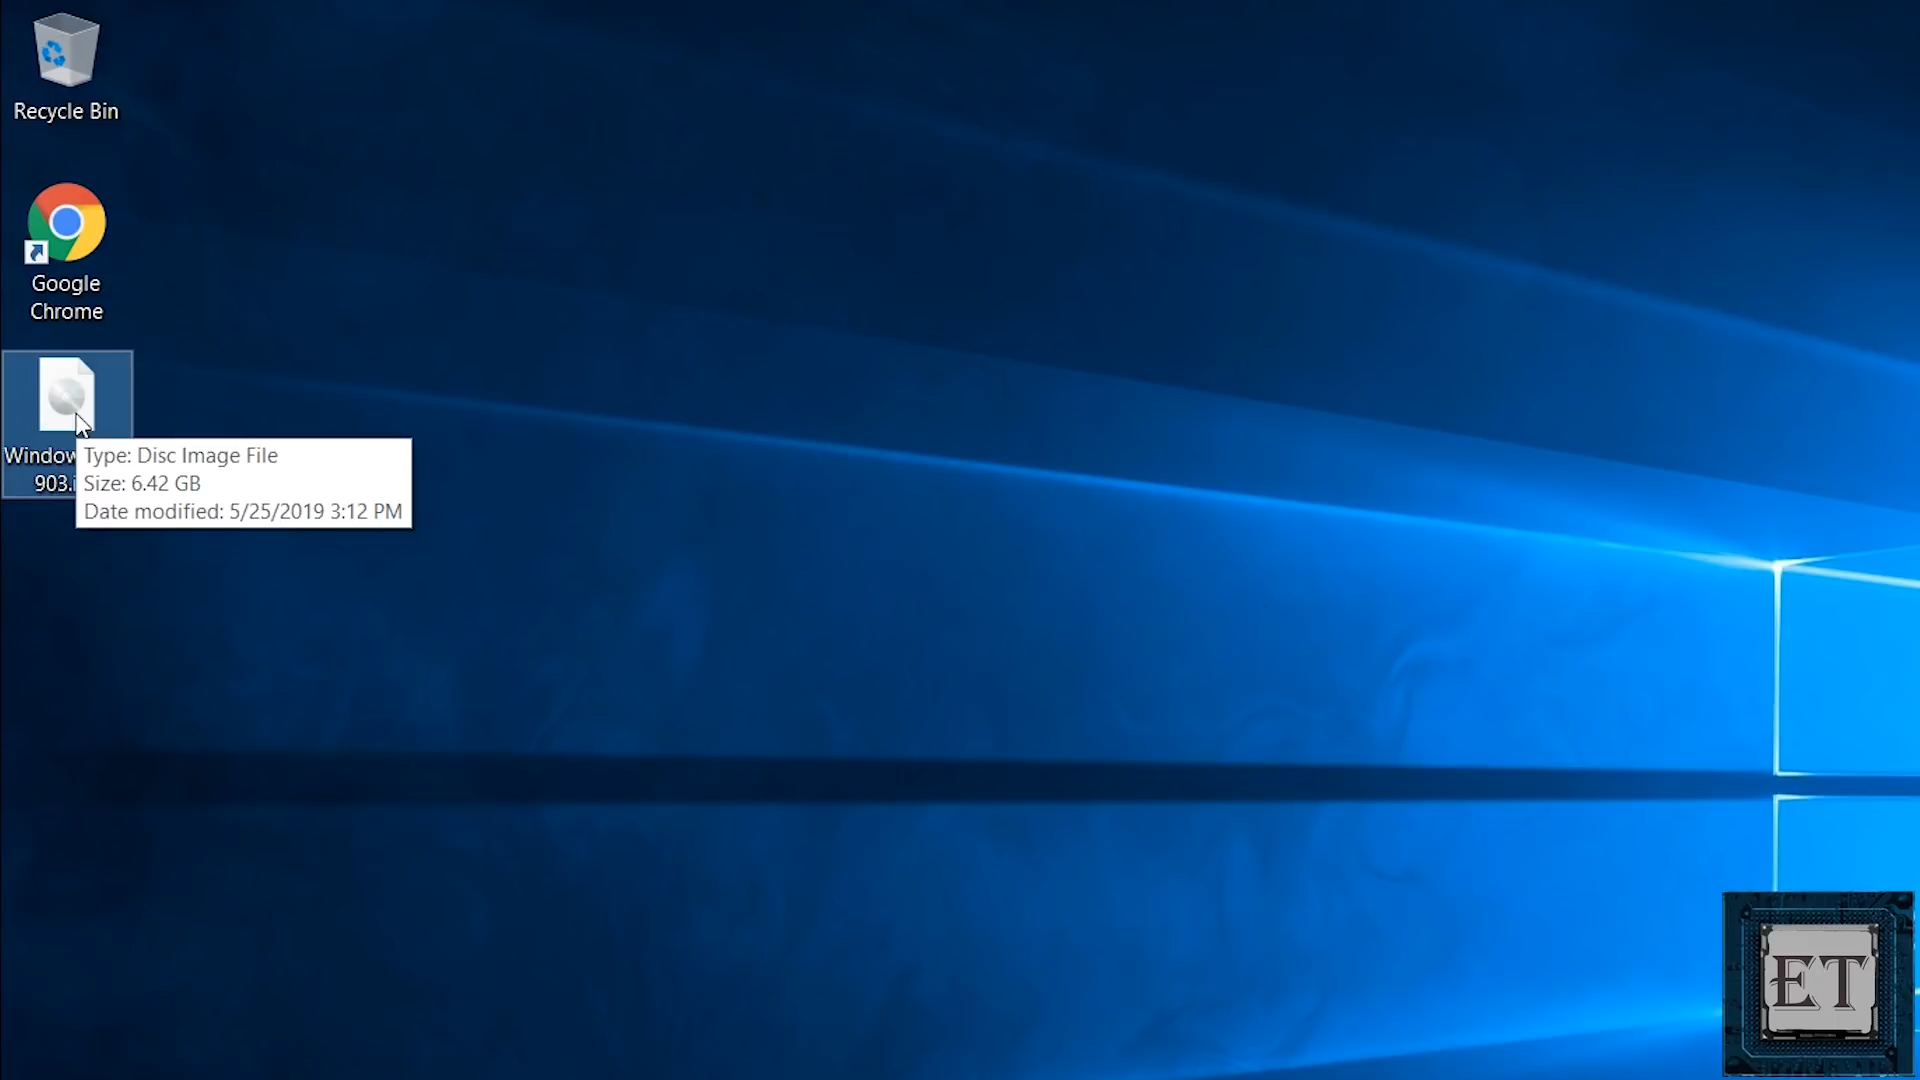 Recycle Bin
Google
Chrome
Type: Disc Image File
Size: 6.42 GB
Date modified: 5/25/2019 3:12 PM
903.
ET